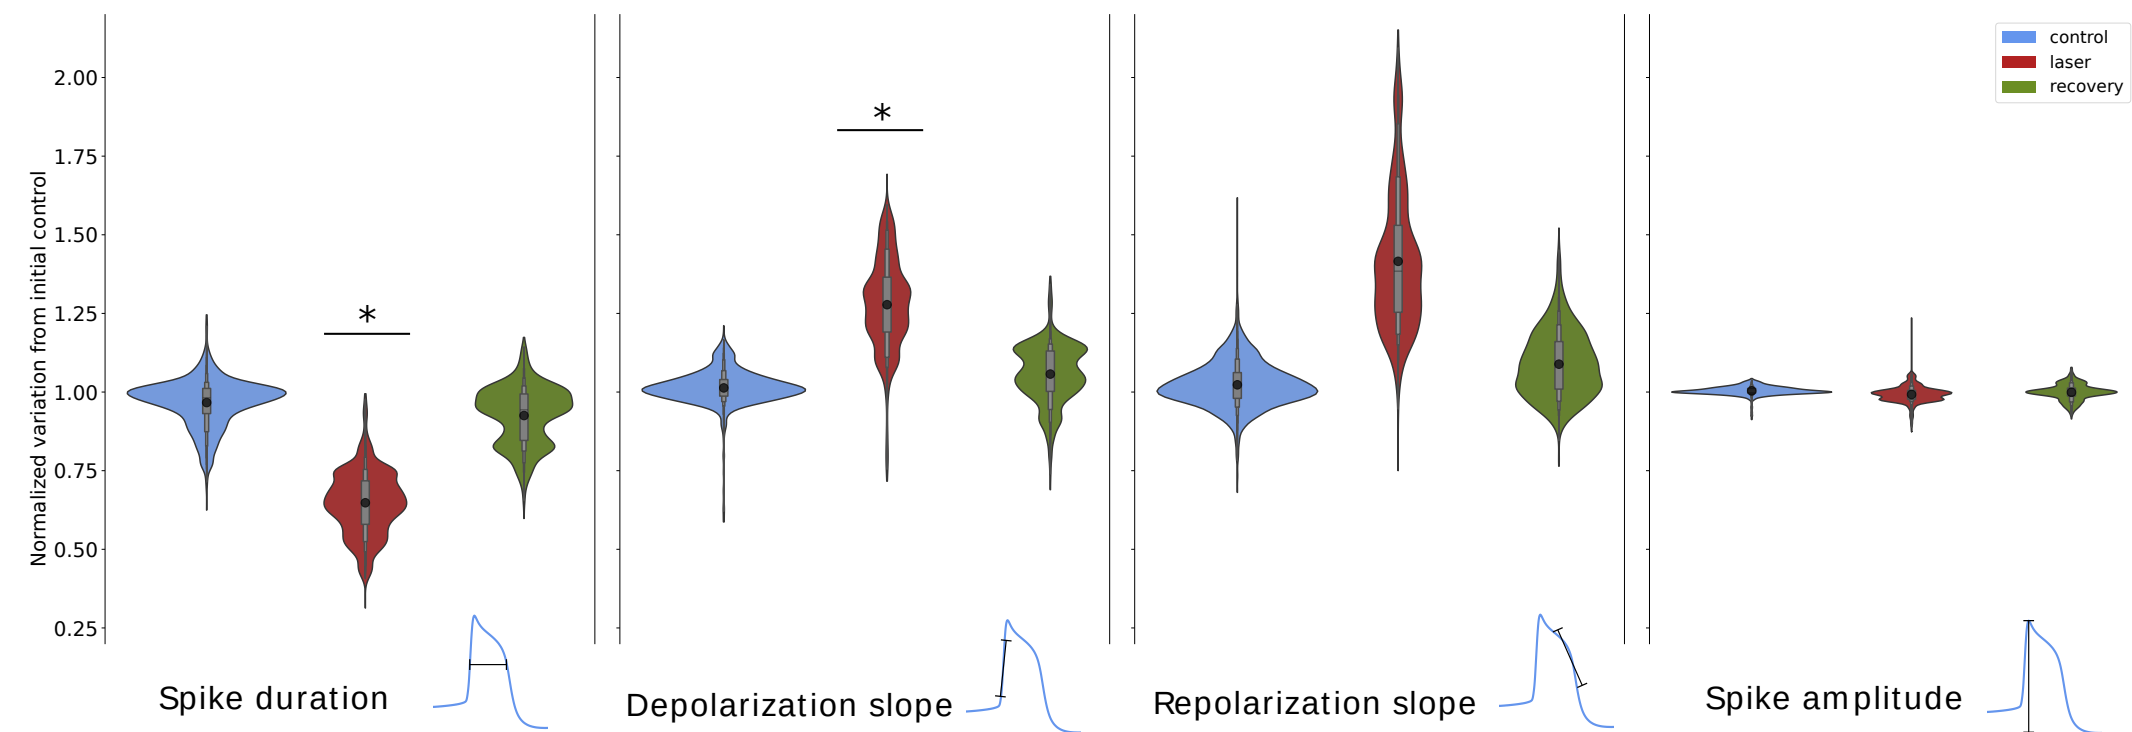 Normalized variation from initial control
2.00
1.75
1.50
1.25
1.00
0.75
0.50
0.25
*
*
control
laser
recovery
Spike duration
Depolarization slope
Repolarization slope
Spike amplitude